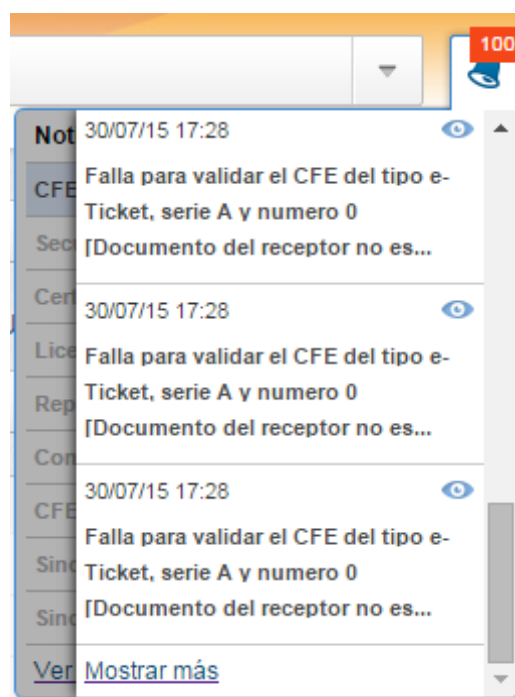 100
Not
CFE
Sec
Cert
Lice
Rep
Con
CFE
Sinc
Sinc
Ver
30/07/15 17:28
Falla para validar el CFE del tipo e-
Ticket, serie A y numero 0
[Documento del receptor no es...
30/07/15 17:28
Falla para validar el CFE del tipo e-
Ticket, serie A y numero 0
[Documento del receptor no es...
30/07/15 17:28
Falla para validar el CFE del tipo e-
Ticket, serie A y numero 0
[Documento del receptor no es...
Mostrar más